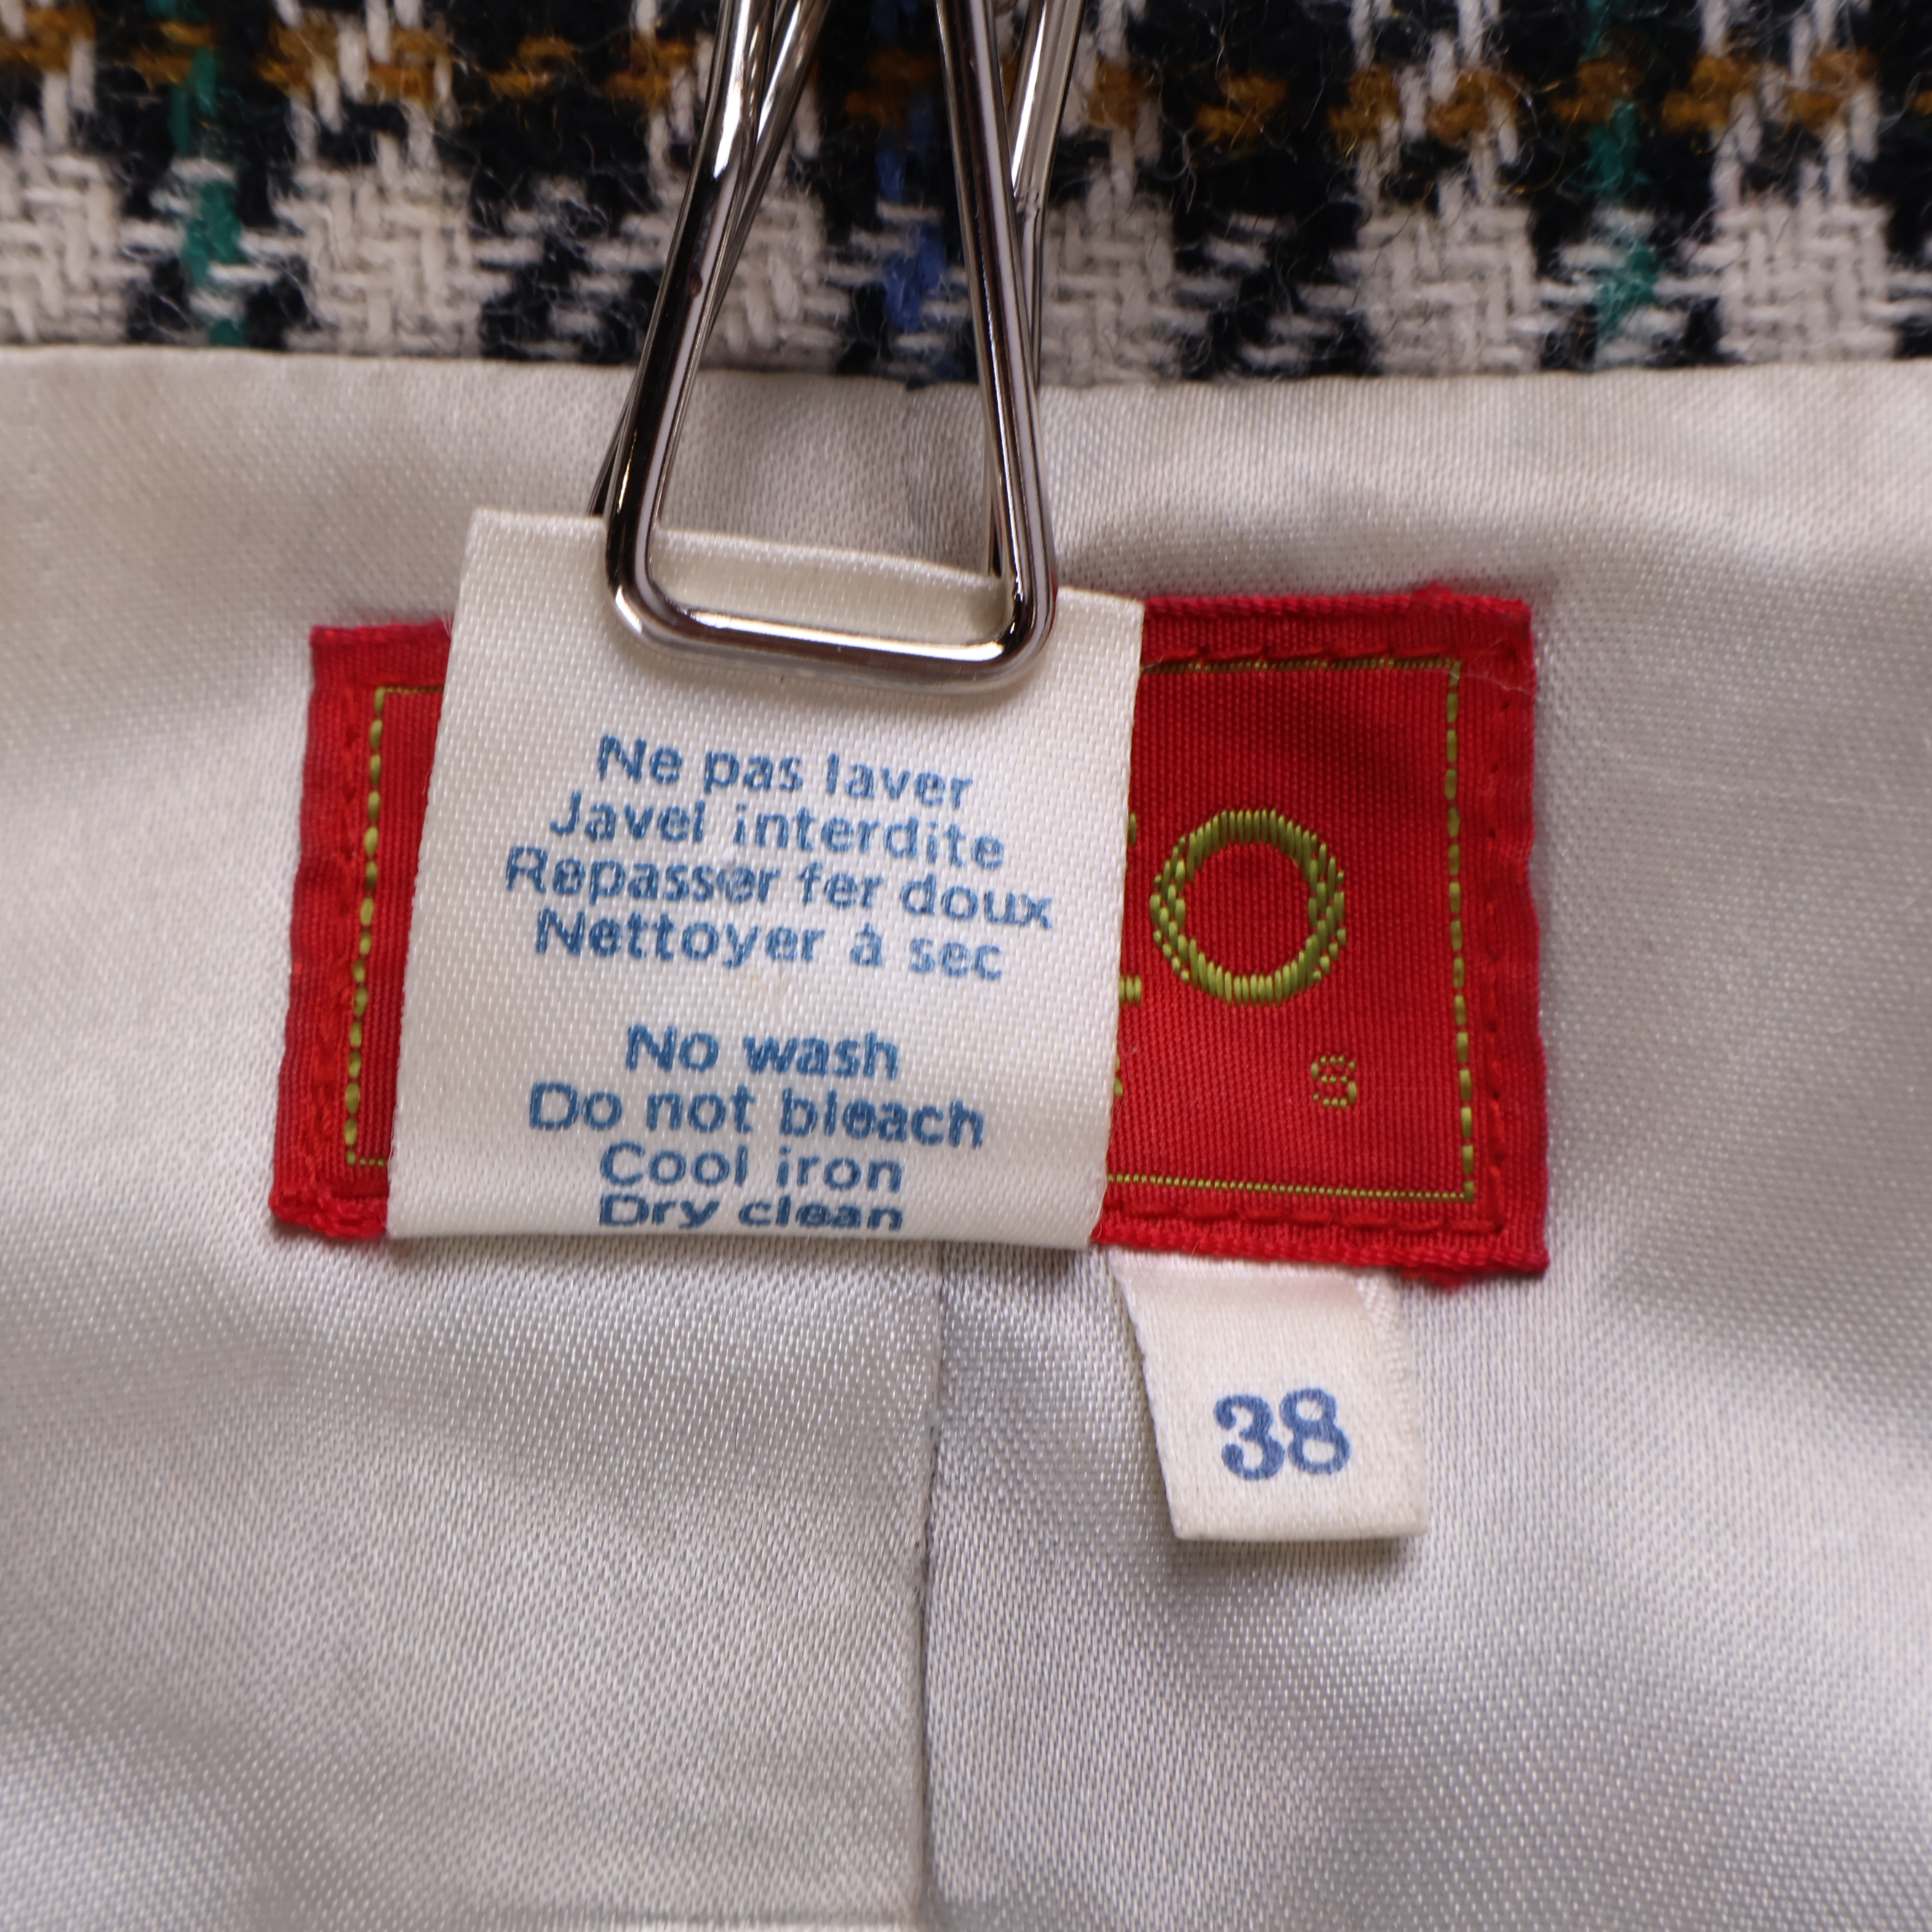 Ne pas laver
Javel interdite
Repasser fer doux
Nettoyer à sec
No wash
Do not bleach
Cool iron
Dry clean
O
S
38